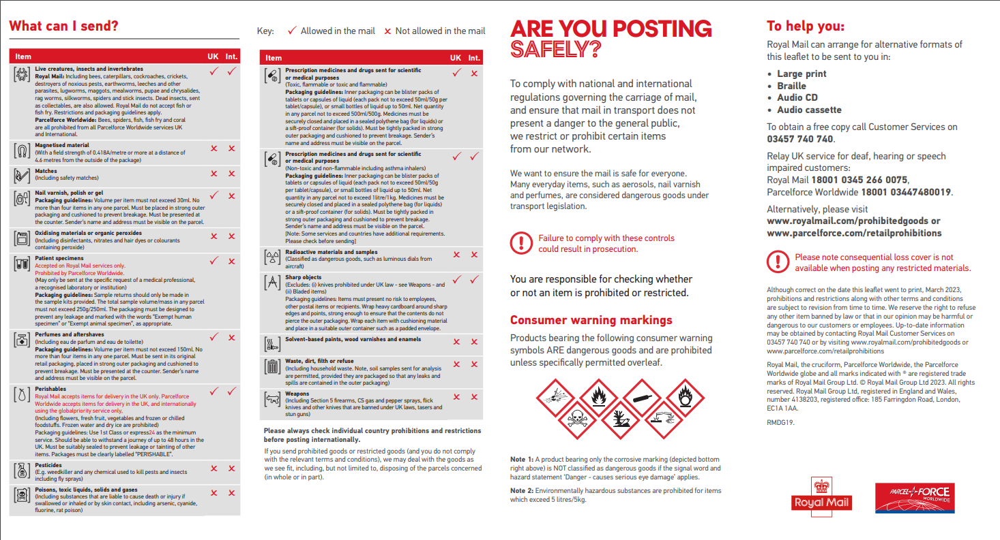 What can I send?
Item UK Int.
Live creatures, insects and invertebrates
Royal Mail: Including bees, caterpillars, cockroaches, crickets,
destroyers of noxious pests, earthworms, leeches and other
parasites, lugworms, maggots, mealworms, pupae and chrysalides,
rag worms, silkworms, spiders and stick insects. Dead insects, sent
as collectables, are also allowed. Royal Mail do not accept fish or
fish fry. Restrictions and packaging guidelines apply.
Parcelforce Worldwide: Bees, spiders, fish, fish fry and coral
are all prohibited from all Parcelforce Worldwide services UK
and International.
Magnetised material
(With a field strength of 0.418A/metre or more at a distance of
4.6 metres from the outside of the package)
Matches
(Including safety matches)
Nail varnish, polish or gel
Packaging guidelines: Volume per item must not exceed 30ml. No
more than four items in any one parcel. Must be placed in strong outer
packaging and cushioned to prevent breakage. Must be presented at
the counter. Sender's name and address must be visible on the parcel.
Oxidising materials or organic peroxides
(Including disinfectants, nitrates and hair dyes or colourants
containing peroxide)
Patient specimens
Accepted on Royal Mail services only.
Prohibited by Parcelforce Worldwide.
(May only be sent at the specific request of a medical professional,
a recognised laboratory or institution)
Packaging guidelines: Sample returns should only be made in
the sample kits provided. The total sample volume/mass in any parcel
must not exceed 250g/250ml. The packaging must be designed to
prevent any leakage and marked with the words "Exempt human
specimen" or "Exempt animal specimen", as appropriate.
Perfumes and aftershaves
(Including eau de parfum and eau de toilette)
Packaging guidelines: Volume per item must not exceed 150ml. No
more than four items in any one parcel. Must be sent in its original
retail packaging, placed in strong outer packaging and cushioned to
prevent breakage. Must be presented at the counter. Sender's name
and address must be visible on the parcel.
Perishables
Royal Mail accepts items for delivery in the UK only. Parcelforce
Worldwide accepts items for delivery in the UK, and internationally
using the globalpriority service only,
(Including flowers, fresh fruit, vegetables and frozen or chilled
foodstuffs. Frozen water and dry ice are prohibited)
Packaging guidelines: Use 1st Class or express24 as the minimum
service. Should be able to withstand a journey of up to 48 hours in the
UK. Must be suitably sealed to prevent leakage or tainting of other
items. Packages must be clearly labelled "PERISHABLE".
Pesticides
(E.g. weedkiller and any chemical used to kill pests and insects
including fly sprays)
Poisons, toxic liquids, solids and gases
(Including substances that are liable to cause death or injury if
swallowed or inhaled or by skin contact, including arsenic, cyanide,
fluorine, rat poison)
Key: ✓ Allowed in the mail ✗ Not allowed in the mail
Item UK Int.
Prescription medicines and drugs sent for scientific
or medical purposes
(Toxic, flammable or toxic and flammable)
Packaging guidelines: Inner packaging can be blister packs of
tablets or capsules of liquid (each pack not to exceed 50ml/50g per
tablet/capsule), or small bottles of liquid up to 50ml. Net quantity
in any parcel not to exceed 500ml/500g. Medicines must be
securely closed and placed in a sealed polythene bag (for liquids) or
a sift-proof container (for solids). Must be tightly packed in strong
outer packaging and cushioned to prevent breakage. Sender's
name and address must be visible on the parcel.
Prescription medicines and drugs sent for scientific
or medical purposes
(Non-toxic and non-flammable including asthma inhalers)
Packaging guidelines: Inner packaging can be blister packs of
tablets or capsules of liquid (each pack not to exceed 50ml/50g
per tablet/capsule), or small bottles of liquid up to 50ml. Net
quantity in any parcel not to exceed 1litre/1kg. Medicines must be
securely closed and placed in a sealed polythene bag (for liquids)
or a sift-proof container (for solids). Must be tightly packed in
strong outer packaging and cushioned to prevent breakage.
Sender's name and address must be visible on the parcel.
[Note: Some services and countries have additional requirements.
Please check before sending]
Radioactive materials and samples
(Classified as dangerous goods, such as luminous dials from
aircraft)
Sharp objects
(Excludes: (i) knives prohibited under UK law - see Weapons - and
(ii) Bladed items)
Packaging guidelines: Items must present no risk to employees,
other postal items or recipients. Wrap heavy cardboard around sharp
edges and points, strong enough to ensure that the contents do not
pierce the outer packaging. Wrap each item with cushioning material
and place in a suitable outer container such as a padded envelope.
Solvent-based paints, wood varnishes and enamels
Waste, dirt, filth or refuse
(Including household waste. Note, soil samples sent for analysis
are permitted, provided they are packaged so that any leaks and
spills are contained in the outer packaging)
Weapons
(Including Section 5 firearms, CS gas and pepper sprays, flick
knives and other knives that are banned under UK laws, tasers and
stun guns)
Please always check individual country prohibitions and restrictions
before posting internationally.
If you send prohibited goods or restricted goods (and you do not comply
with the relevant terms and conditions), we may deal with the goods as
we see fit, including, but not limited to, disposing of the parcels concerned
(in whole or in part).
ARE YOU POSTING
SAFELY?
To comply with national and international
regulations governing the carriage of mail,
and ensure that mail in transport does not
present a danger to the general public,
we restrict or prohibit certain items
from our network.
We want to ensure the mail is safe for everyone.
Many everyday items, such as aerosols, nail varnish
and perfumes, are considered dangerous goods under
transport legislation.
Failure to comply with these controls
could result in prosecution.
You are responsible for checking whether
or not an item is prohibited or restricted.
Consumer warning markings
Products bearing the following consumer warning
symbols ARE dangerous goods and are prohibited
unless specifically permitted overleaf.
Note 1: A product bearing only the corrosive marking (depicted bottom
right above) is NOT classified as dangerous goods if the signal word and
hazard statement 'Danger - causes serious eye damage' applies.
Note 2: Environmentally hazardous substances are prohibited for items
which exceed 5 litres/5kg.
To help you:
Royal Mail can arrange for alternative formats of
this leaflet to be sent to you in:
• Large print
• Braille
• Audio CD
• Audio cassette
To obtain a free copy call Customer Services on
03457 740 740.
Relay UK service for deaf, hearing or speech
impaired customers:
Royal Mail 18001 0345 266 0075,
Parcelforce Worldwide 18001 03447480019.
Alternatively, please visit
www.royalmail.com/prohibitedgoods or
www.parcelforce.com/retailprohibitions
Please note consequential loss cover is not
available when posting any restricted materials.
Although correct on the date this leaflet went to print, March 2023,
prohibitions and restrictions along with other terms and conditions
are subject to revision from time to time. We reserve the right to refuse
any other item banned by law or that in our opinion may be harmful or
dangerous to our customers or employees. Up-to-date information
may be obtained by contacting Royal Mail Customer Services on
03457 740 740 or by visiting www.royalmail.com/prohibitedgoods or
www.parcelforce.com/retailprohibitions
Royal Mail, the cruciform, Parcelforce Worldwide, the Parcelforce
Worldwide globe and all marks indicated with ® are registered trade
marks of Royal Mail Group Ltd. © Royal Mail Group Ltd 2023. All rights
reserved. Royal Mail Group Ltd, registered in England and Wales,
number 4138203, registered office: 185 Farringdon Road, London,
EC1A 1AA.
RMDG19.
Royal Mail
PARCEL FORCE
WORLDWIDE